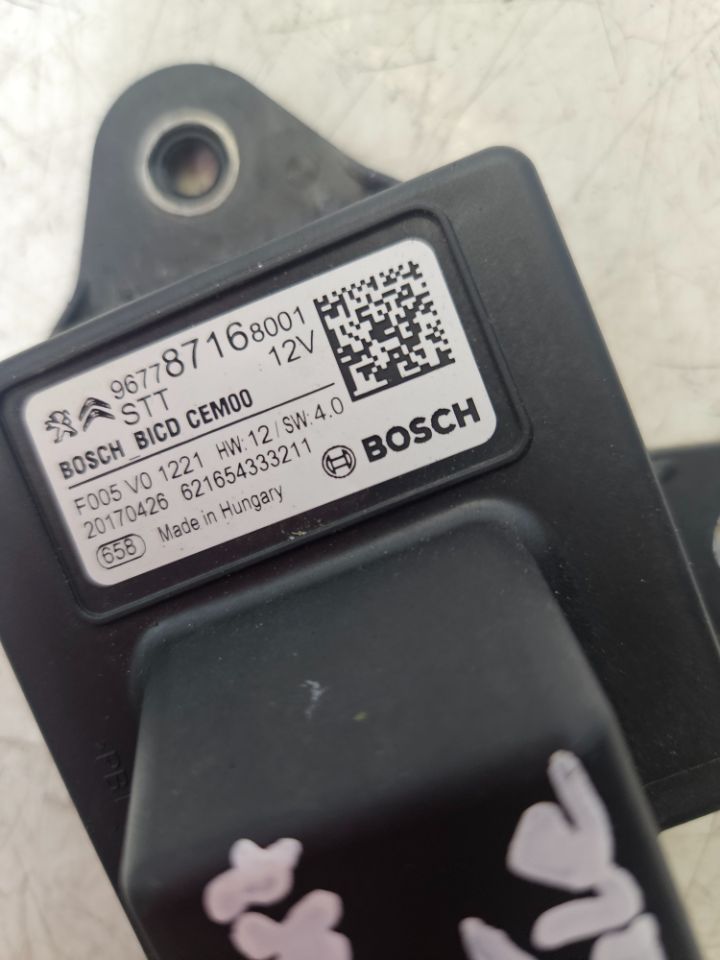 96778716 8001
STT 12V
BOSCH_BICD CEM00
F005 V0 1221 HW: 12 / SW: 4.0
20170426 621654333211
658 Made in Hungary
BOSCH